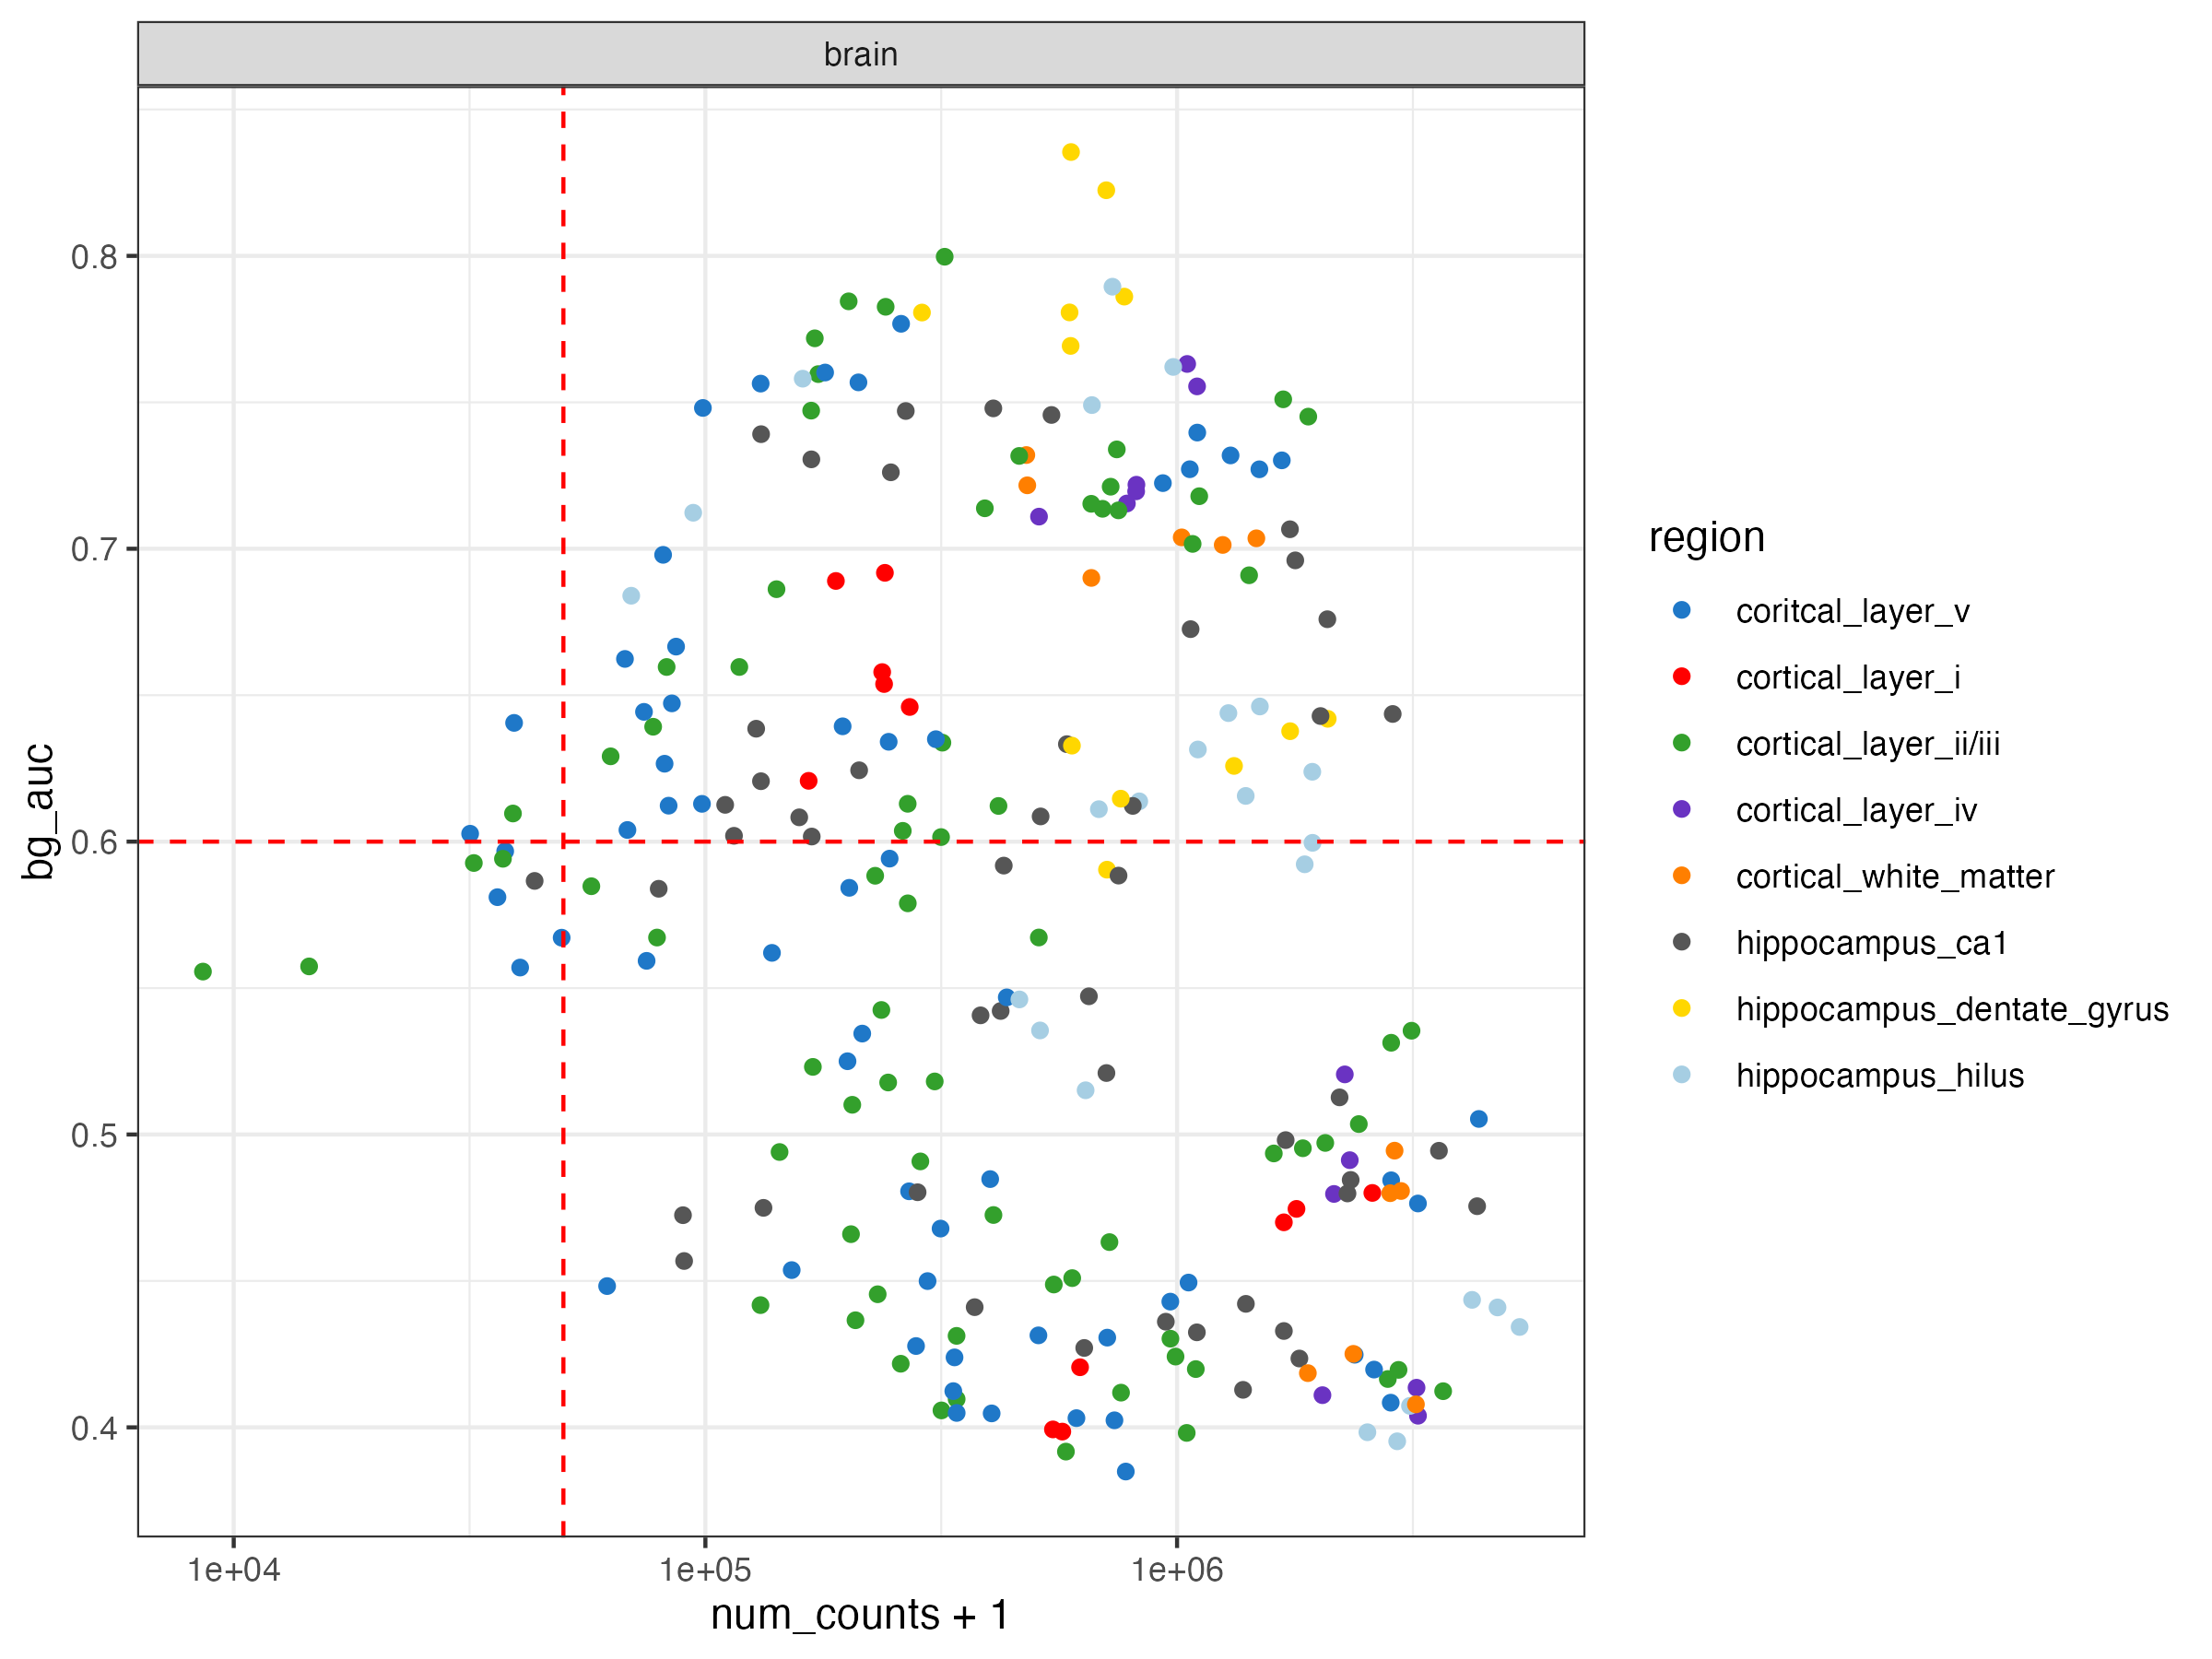 brain
0.8
0.7
0.6
0.5
0.4
bg_auc
1e+04
1e+05
1e+06
num_counts + 1
region
coritcal_layer_v
cortical_layer_i
cortical_layer_ii/iii
cortical_layer_iv
cortical_white_matter
hippocampus_ca1
hippocampus_dentate_gyrus
hippocampus_hilus